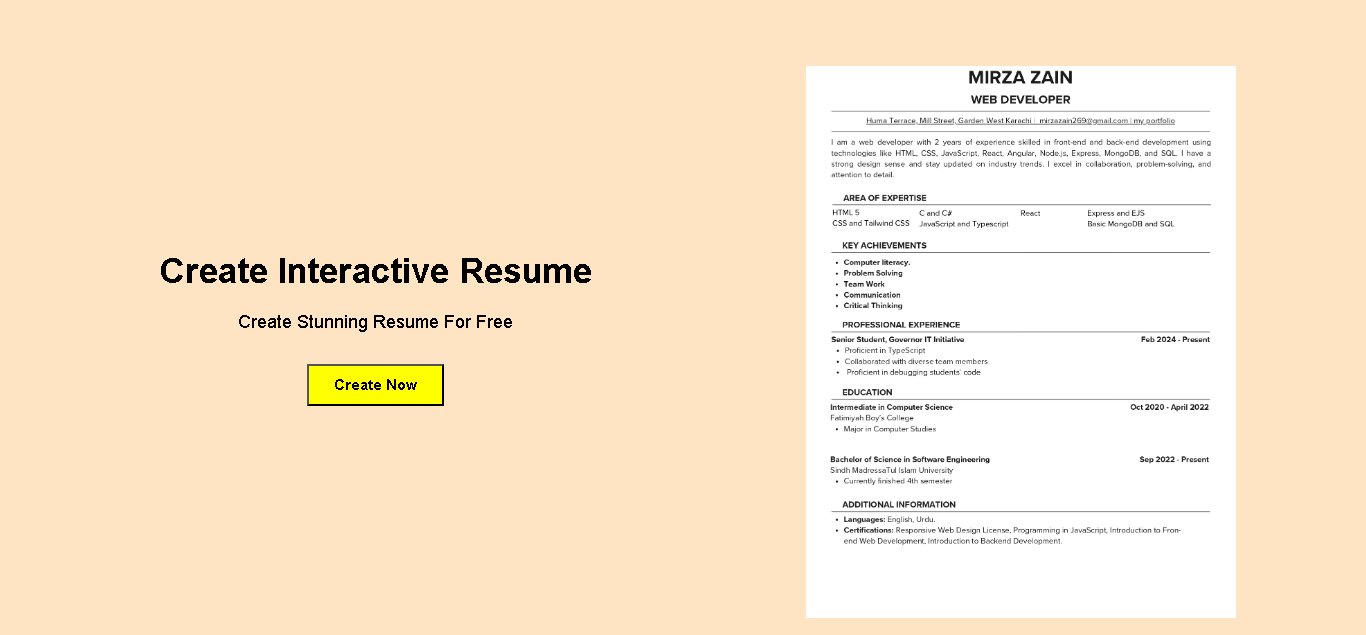 Create Interactive Resume
Create Stunning Resume For Free
Create Now
MIRZA ZAIN
WEB DEVELOPER
Huma Terrace, Mill Street, Garden West Karachi | mirzazain269@gmail.com | my portfolio
I am a web developer with 2 years of experience skilled in front-end and back-end development using
technologies like HTML, CSS, JavaScript, React, Angular, Node.js, Express, MongoDB, and SQL. I have a
strong design sense and stay updated on industry trends. I excel in collaboration, problem-solving, and
attention to detail.
AREA OF EXPERTISE
HTML 5 C and C# React Express and EJS
CSS and Tailwind CSS JavaScript and Typescript Basic MongoDB and SQL
KEY ACHIEVEMENTS
• Computer literacy.
• Problem Solving
• Team Work
• Communication
• Critical Thinking
PROFESSIONAL EXPERIENCE
Senior Student, Governor IT Initiative Feb 2024 - Present
• Proficient in TypeScript
• Collaborated with diverse team members
• Proficient in debugging students' code
EDUCATION
Intermediate in Computer Science Oct 2020 - April 2022
Fatimiyah Boy's College
• Major in Computer Studies
Bachelor of Science in Software Engineering Sep 2022 - Present
Sindh MadressaTul Islam University
• Currently finished 4th semester
ADDITIONAL INFORMATION
• Languages: English, Urdu.
• Certifications: Responsive Web Design License, Programming in JavaScript, Introduction to Fron-
end Web Development, Introduction to Backend Development.